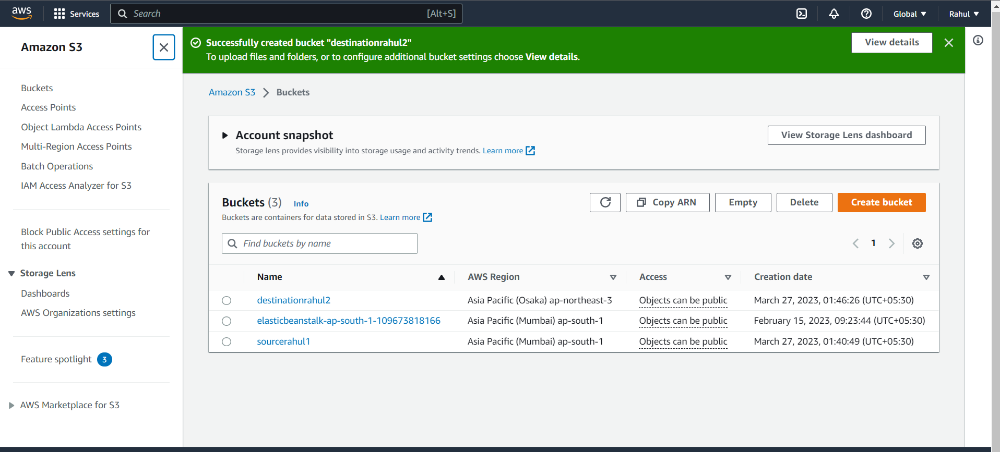 aws
Services
Search [Alt+S]
Global
Rahul
Amazon S3
Buckets
Access Points
Object Lambda Access Points
Multi-Region Access Points
Batch Operations
IAM Access Analyzer for S3
Block Public Access settings for
this account
Storage Lens
Dashboards
AWS Organizations settings
Feature spotlight 3
AWS Marketplace for S3
Successfully created bucket "destinationrahul2"
To upload files and folders, or to configure additional bucket settings choose View details.
View details
Amazon S3 Buckets
Account snapshot
Storage lens provides visibility into storage usage and activity trends. Learn more
View Storage Lens dashboard
Buckets (3) Info
Buckets are containers for data stored in S3. Learn more
Copy ARN Empty Delete Create bucket
Find buckets by name
1
Name AWS Region Access Creation date
destinationrahul2 Asia Pacific (Osaka) ap-northeast-3 Objects can be public March 27, 2023, 01:46:26 (UTC+05:30)
elasticbeanstalk-ap-south-1-109673818166 Asia Pacific (Mumbai) ap-south-1 Objects can be public February 15, 2023, 09:23:44 (UTC+05:30)
sourcerahul1 Asia Pacific (Mumbai) ap-south-1 Objects can be public March 27, 2023, 01:40:49 (UTC+05:30)